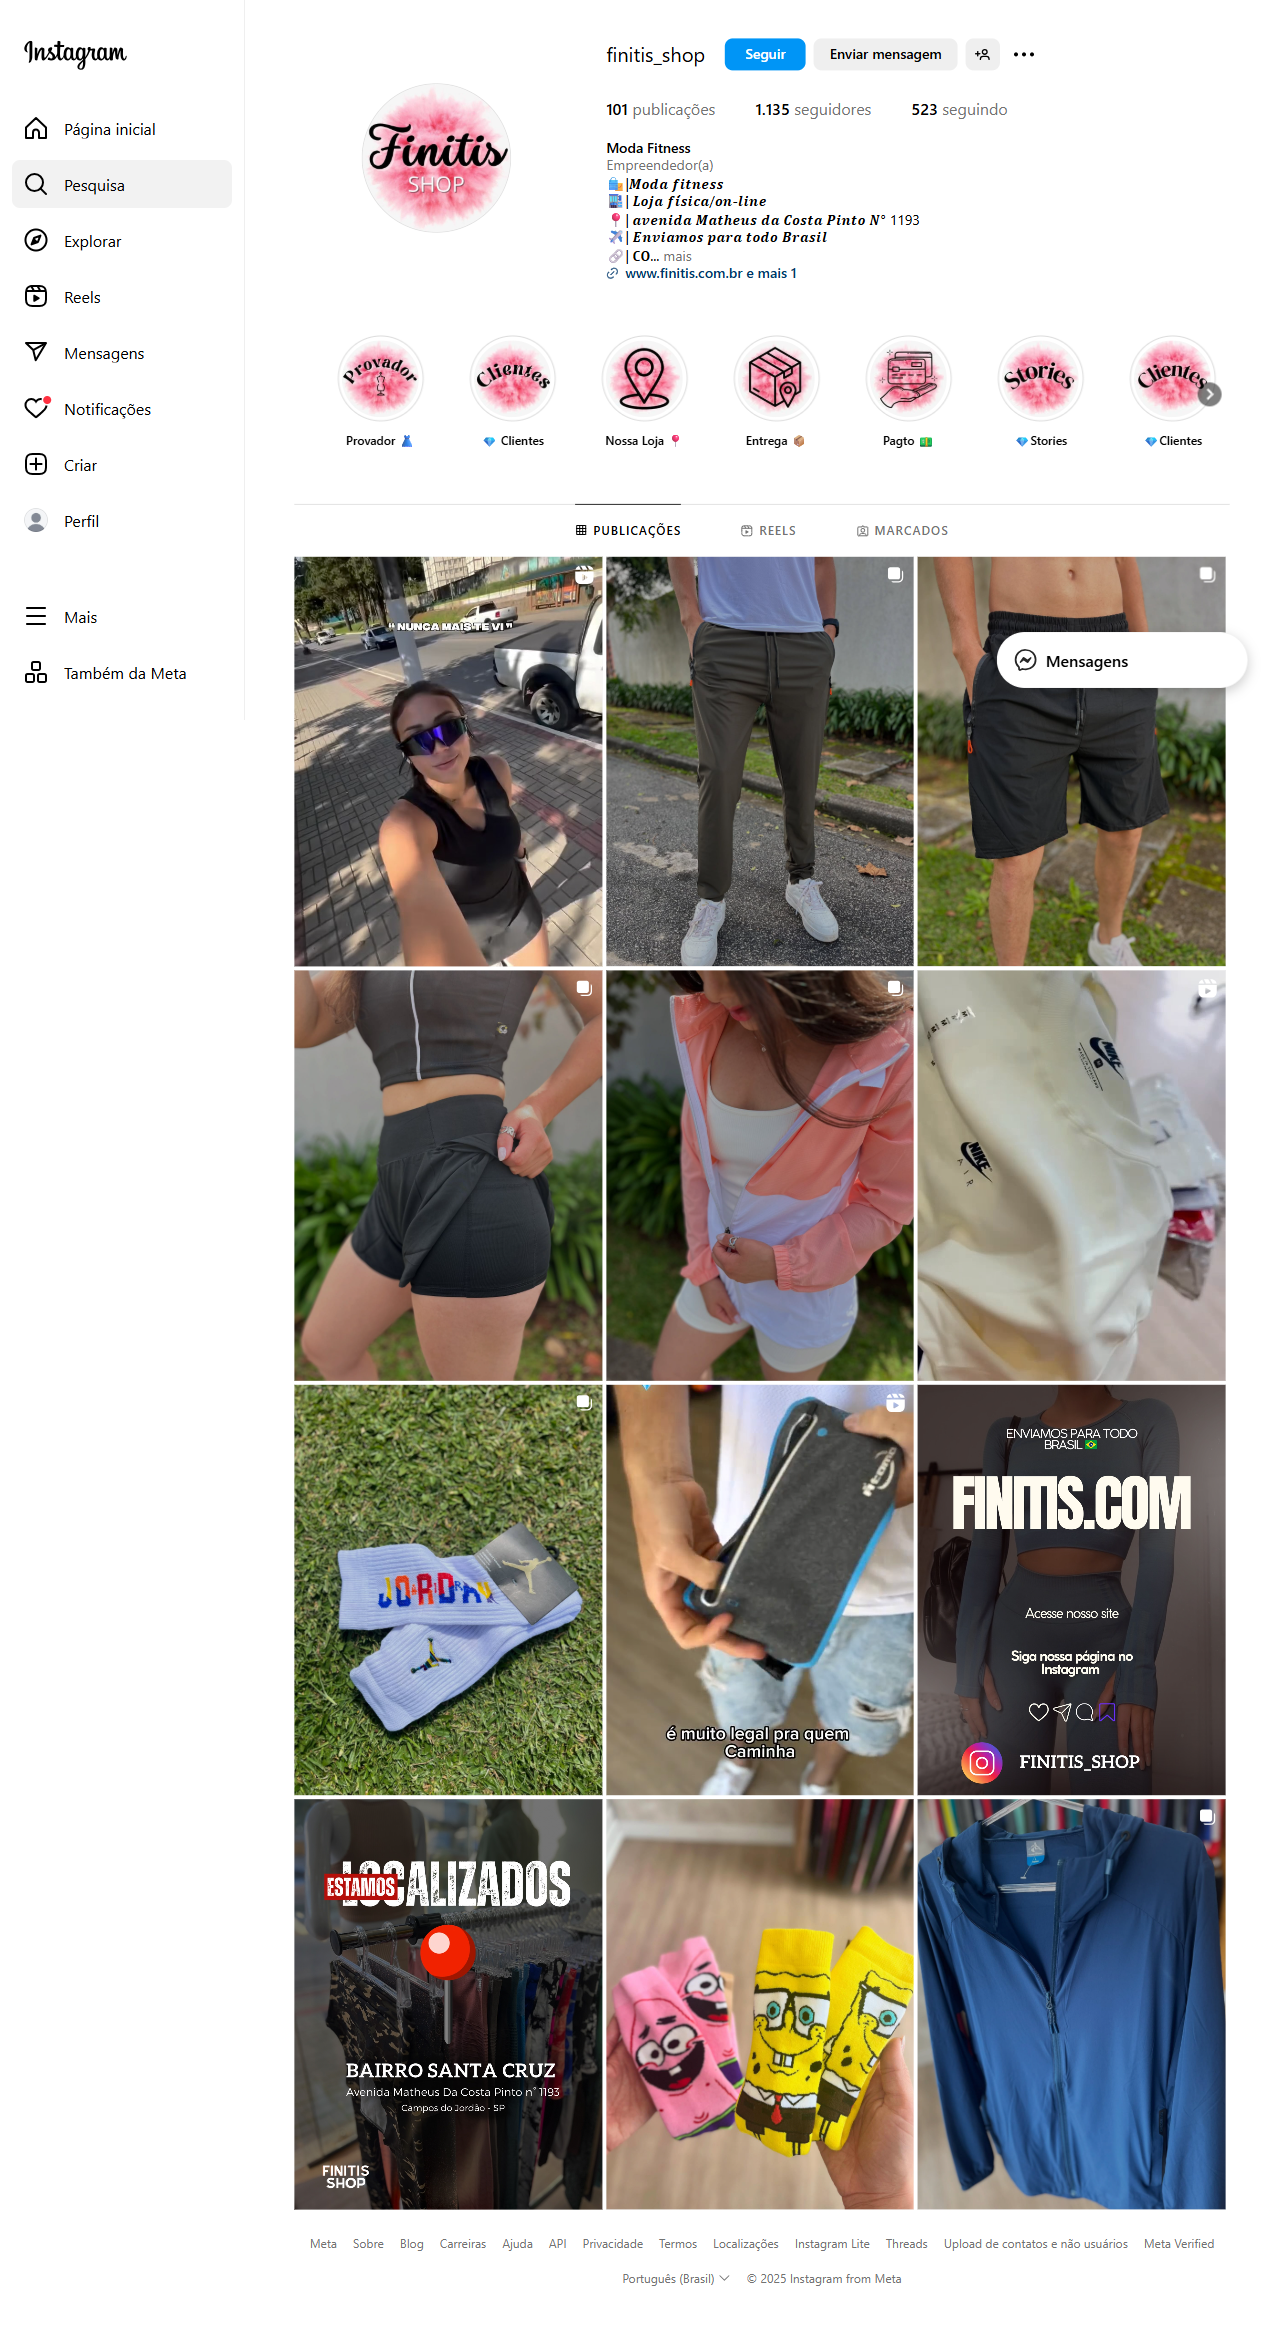 Instagram
Página inicial
Pesquisa
Explorar
Reels
Mensagens
Notificações
Criar
Perfil
Mais
Também da Meta
finitis_shop
Seguir
Enviar mensagem
101 publicações
1.135 seguidores
523 seguindo
Finitis
SHOP
Moda Fitness
Empreendedor(a)
🛍️|Moda fitness
🏪| Loja física/on-line
📍| avenida Matheus da Costa Pinto N° 1193
✈️| Enviamos para todo Brasil
🔗| CO... mais
www.finitis.com.br e mais 1
Provador
Clientes
Stories
Clientes
Provador 👗
💎 Clientes
Nossa Loja 📍
Entrega 📦
Pagto 💵
💎Stories
💎Clientes
PUBLICAÇÕES
REELS
MARCADOS
" NUNCA MAIS TE VI "
Mensagens
NIKE
NIKE
AIR
JORDAN
é muito legal pra quem
Caminha
ENVIAMOS PARA TODO
BRASIL 🇧🇷
FINITIS.COM
Acesse nosso site
Siga nossa página no
Instagram
FINITIS_SHOP
ESTAMOS
LOCALIZADOS
BAIRRO SANTA CRUZ
Avenida Matheus Da Costa Pinto n° 1193
Campos do Jordão - SP
FINITIS
SHOP
Meta
Sobre
Blog
Carreiras
Ajuda
API
Privacidade
Termos
Localizações
Instagram Lite
Threads
Upload de contatos e não usuários
Meta Verified
Português (Brasil)
© 2025 Instagram from Meta